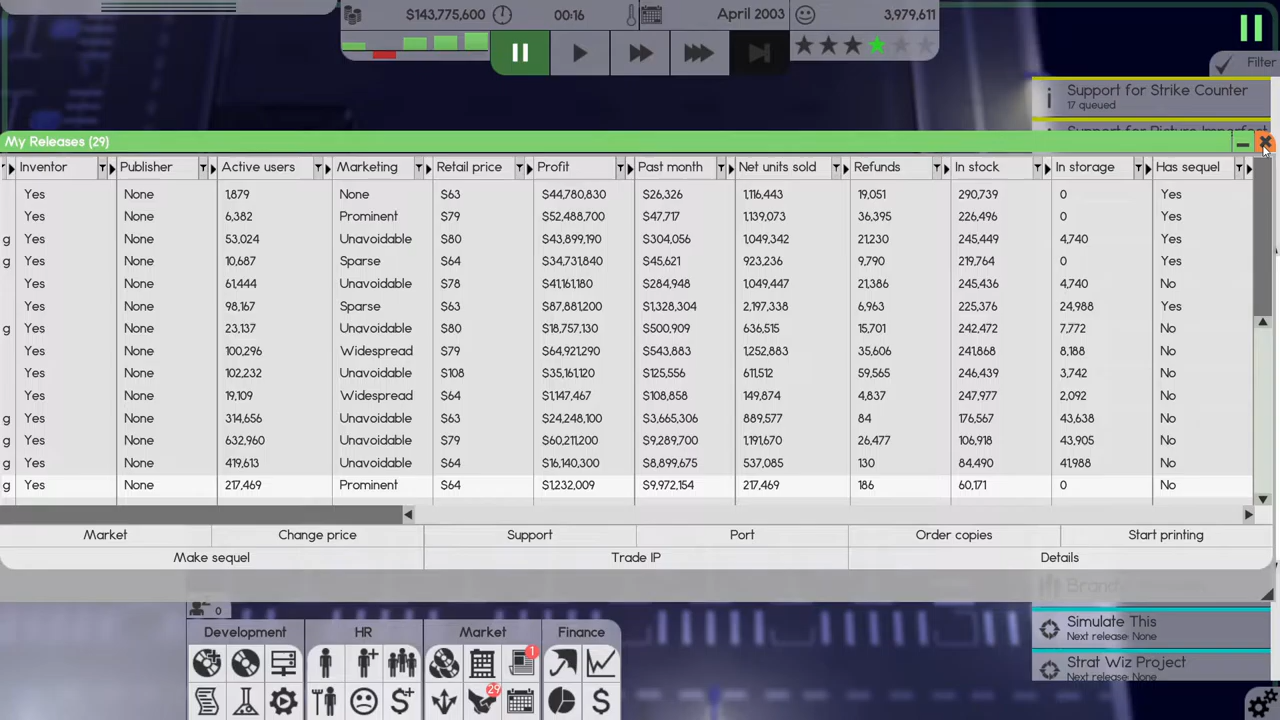 $143,775,600 00:16 April 2003 3,979,611
Filter
Support for Strike Counter
17 queued
Support for Picture Imperfect
My Releases (29)
Inventor Publisher Active users Marketing Retail price Profit Past month Net units sold Refunds In stock In storage Has sequel
Yes None 1,879 None $63 $44,780,830 $26,326 1,116,443 19,051 290,739 0 Yes
Yes None 6,382 Prominent $79 $52,488,700 $47,717 1,139,073 36,395 226,496 0 Yes
g Yes None 53,024 Unavoidable $80 $43,899,190 $304,056 1,049,342 21,230 245,449 4,740 Yes
g Yes None 10,687 Sparse $64 $34,731,840 $45,621 923,236 9,790 219,764 0 Yes
Yes None 61,444 Unavoidable $78 $41,161,180 $284,948 1,049,447 21,386 245,436 4,740 No
Yes None 98,167 Sparse $63 $87,881,200 $1,328,304 2,197,338 6,963 225,376 24,988 Yes
g Yes None 23,137 Unavoidable $80 $18,757,130 $500,909 636,515 15,701 242,472 7,772 No
Yes None 100,296 Widespread $79 $64,921,290 $543,883 1,252,883 35,606 241,868 8,188 No
Yes None 102,232 Unavoidable $108 $35,161,120 $125,556 611,512 59,565 246,439 3,742 No
Yes None 19,109 Widespread $64 $1,147,467 $108,858 149,874 4,837 247,977 2,092 No
g Yes None 314,656 Unavoidable $63 $24,248,100 $3,665,306 889,577 84 176,567 43,638 No
g Yes None 632,960 Unavoidable $79 $60,211,200 $9,289,700 1,191,670 26,477 106,918 43,905 No
g Yes None 419,613 Unavoidable $64 $16,140,300 $8,899,675 537,085 130 84,490 41,988 No
g Yes None 217,469 Prominent $64 $1,232,009 $9,972,154 217,469 186 60,171 0 No
Market Change price Support Port Order copies Start printing
Make sequel Trade IP Details
0
Development HR Market Finance
1
29
Simulate This
Next release: None
Strat Wiz Project
Next release: None